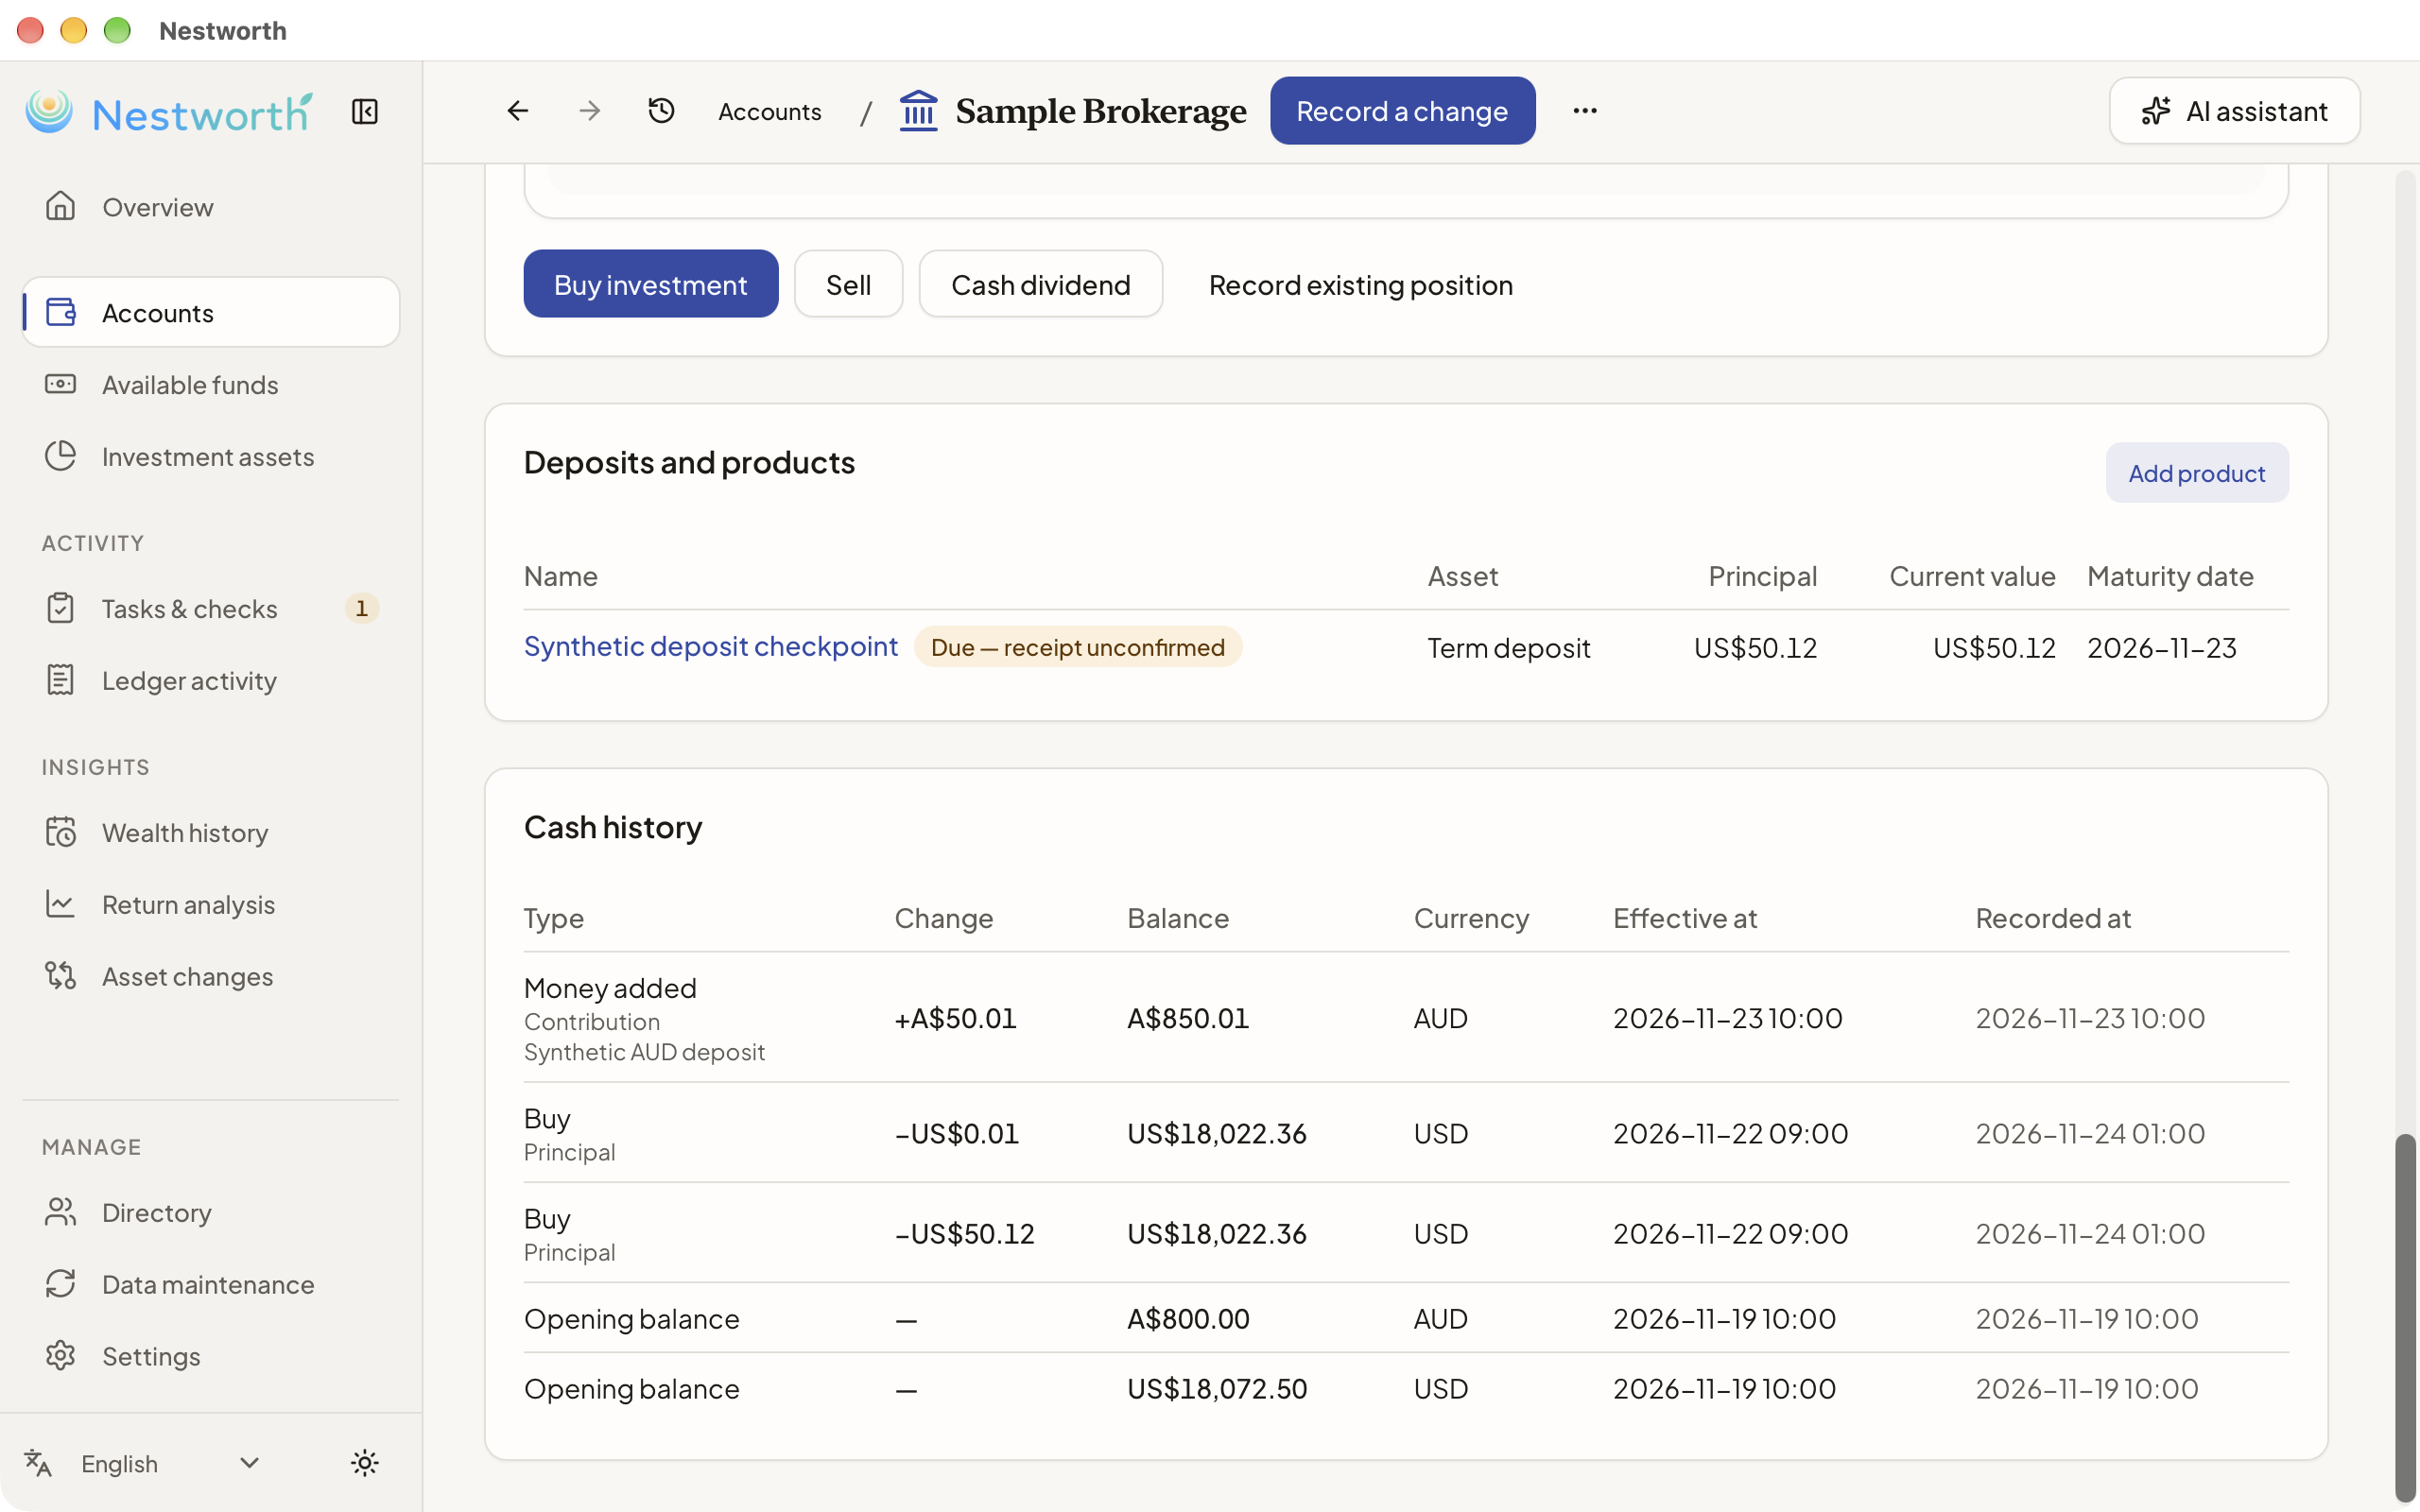 Nestworth
Nestworth
Accounts / Sample Brokerage
Record a change
AI assistant
Overview
Accounts
Available funds
Investment assets
ACTIVITY
Tasks & checks 1
Ledger activity
INSIGHTS
Wealth history
Return analysis
Asset changes
MANAGE
Directory
Data maintenance
Settings
English
Buy investment Sell Cash dividend Record existing position
Deposits and products
Add product
Name Asset Principal Current value Maturity date
Synthetic deposit checkpoint Due — receipt unconfirmed Term deposit US$50.12 US$50.12 2026-11-23
Cash history
Type Change Balance Currency Effective at Recorded at
Money added
Contribution
Synthetic AUD deposit
+A$50.01 A$850.01 AUD 2026-11-23 10:00 2026-11-23 10:00
Buy
Principal
-US$0.01 US$18,022.36 USD 2026-11-22 09:00 2026-11-24 01:00
Buy
Principal
-US$50.12 US$18,022.36 USD 2026-11-22 09:00 2026-11-24 01:00
Opening balance — A$800.00 AUD 2026-11-19 10:00 2026-11-19 10:00
Opening balance — US$18,072.50 USD 2026-11-19 10:00 2026-11-19 10:00